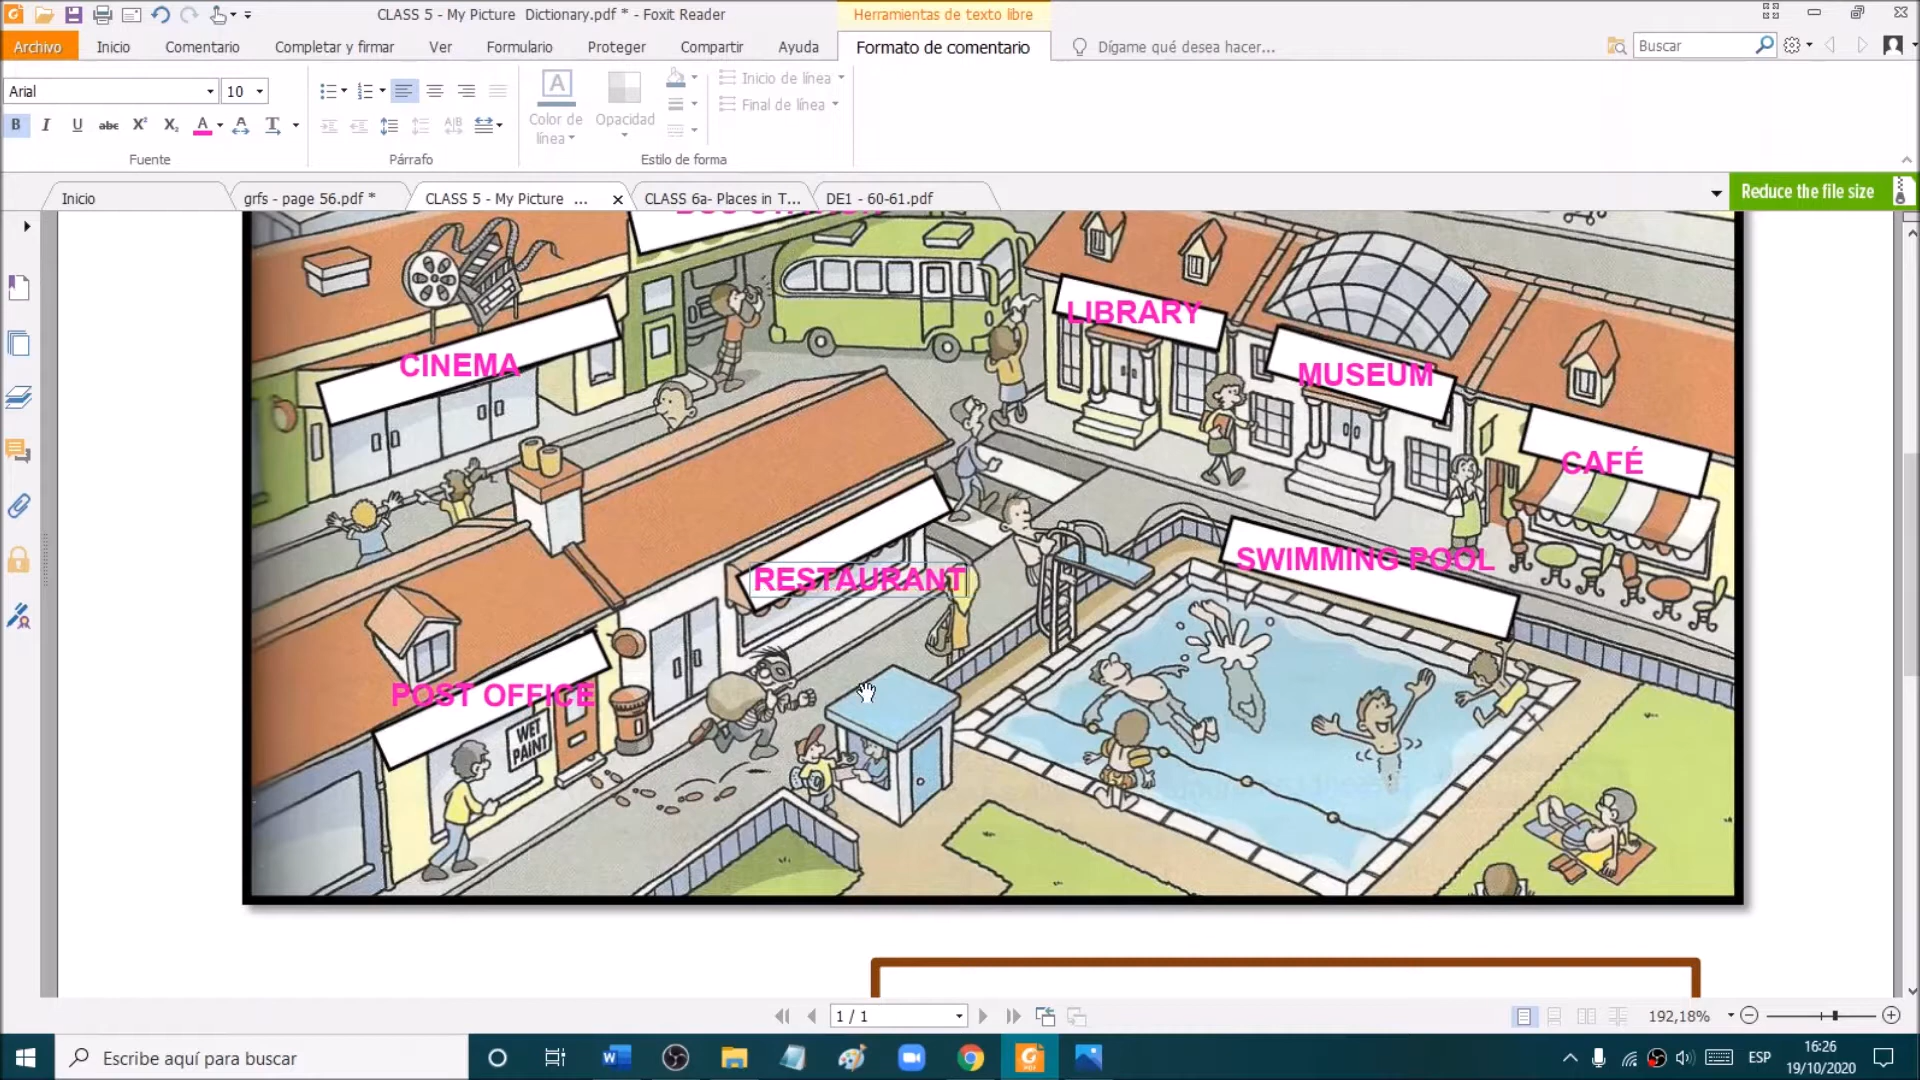 CLASS 5 - My Picture Dictionary.pdf * - Foxit Reader
Herramientas de texto libre
Archivo
Inicio
Comentario
Completar y firmar
Ver
Formulario
Proteger
Compartir
Ayuda
Formato de comentario
Dígame qué desea hacer...
Buscar
Arial
10
Inicio de línea
Final de línea
Color de línea
Opacidad
Fuente
Párrafo
Estilo de forma
Inicio
grfs - page 56.pdf *
CLASS 5 - My Picture ...
CLASS 6a- Places in T...
DE1 - 60-61.pdf
Reduce the file size
LIBRARY
CINEMA
MUSEUM
CAFÉ
SWIMMING POOL
RESTAURANT
POST OFFICE
WET
PAINT
1 / 1
192,18%
Escribe aquí para buscar
ESP
16:26
19/10/2020